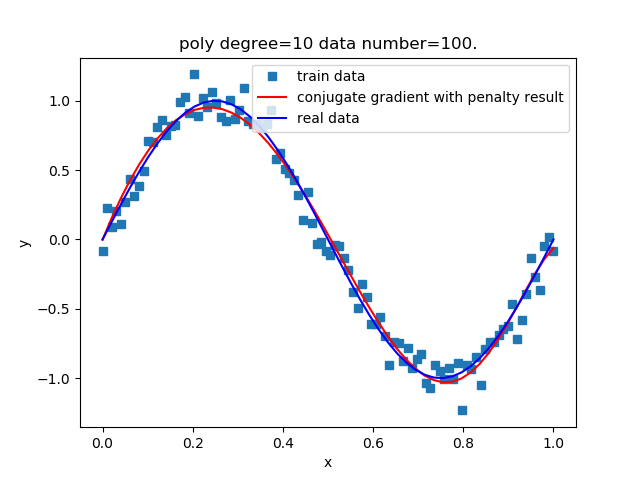 poly degree=10 data number=100.
train data
conjugate gradient with penalty result
real data
1.0
0.5
0.0
−0.5
−1.0
y
0.0 0.2 0.4 0.6 0.8 1.0
x